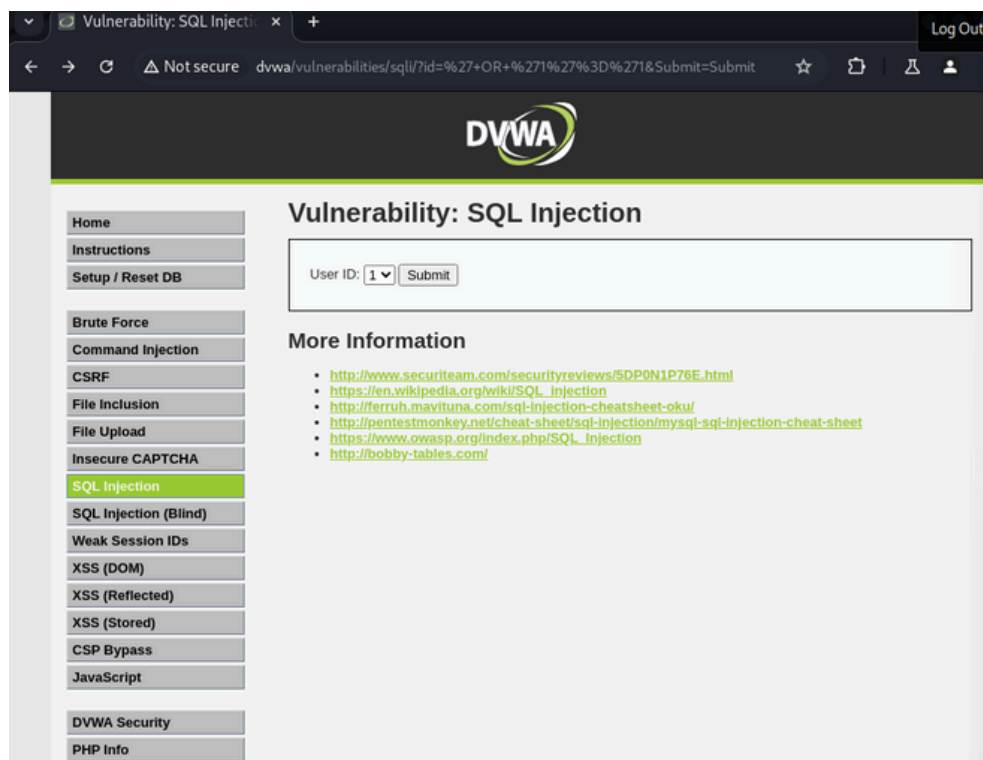 Vulnerability: SQL Injectic
Log Out
Not secure dvwa/vulnerabilities/sqli/?id=%27+OR+%271%27%3D%271&Submit=Submit
DVWA
Home
Instructions
Setup / Reset DB
Brute Force
Command Injection
CSRF
File Inclusion
File Upload
Insecure CAPTCHA
SQL Injection
SQL Injection (Blind)
Weak Session IDs
XSS (DOM)
XSS (Reflected)
XSS (Stored)
CSP Bypass
JavaScript
DVWA Security
PHP Info
Vulnerability: SQL Injection
User ID: 1 Submit
More Information
http://www.securiteam.com/securityreviews/5DP0N1P76E.html
https://en.wikipedia.org/wiki/SQL_injection
http://ferruh.mavituna.com/sql-injection-cheatsheet-oku/
http://pentestmonkey.net/cheat-sheet/sql-injection/mysql-sql-injection-cheat-sheet
https://www.owasp.org/index.php/SQL_Injection
http://bobby-tables.com/